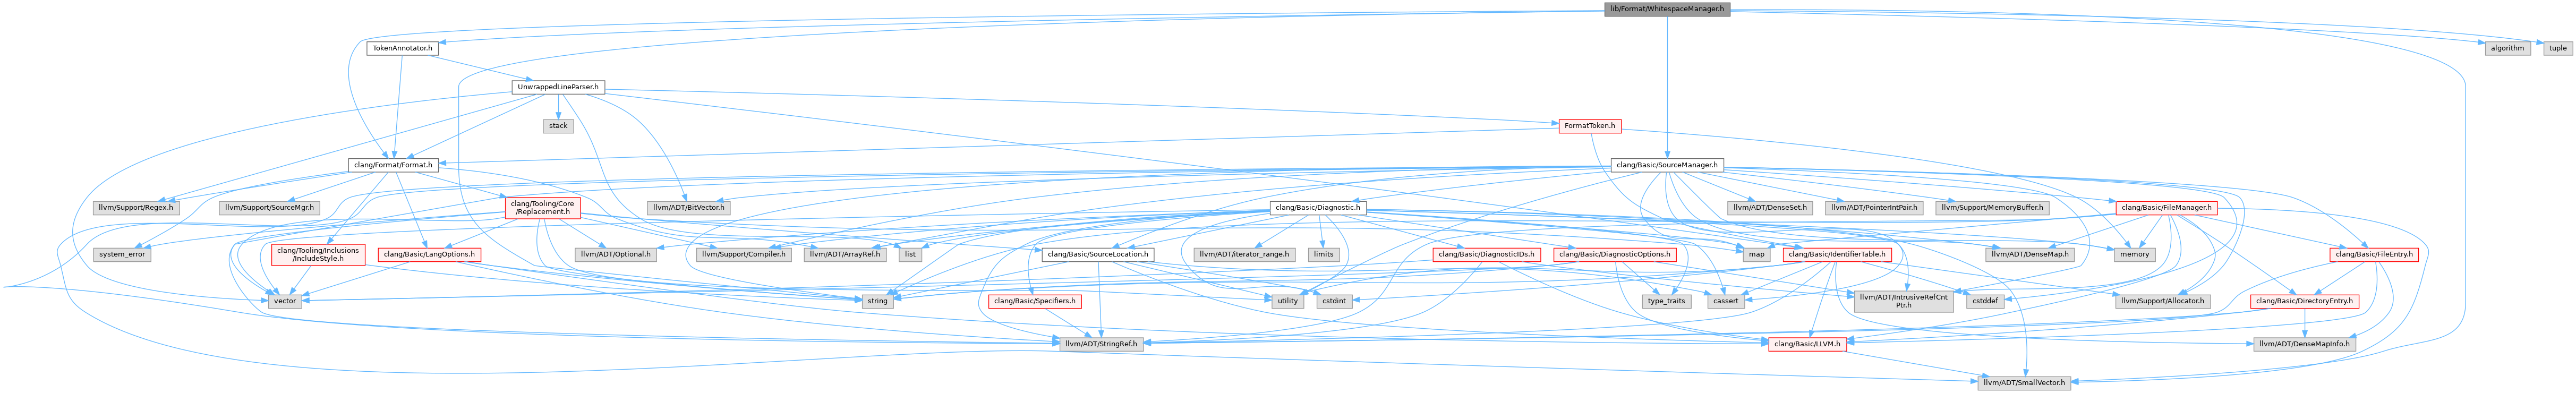 lib/Format/WhitespaceManager.h
TokenAnnotator.h
algorithm
tuple
UnwrappedLineParser.h
stack
FormatToken.h
clang/Format/Format.h
clang/Basic/SourceManager.h
llvm/Support/Regex.h
llvm/Support/SourceMgr.h
clang/Tooling/Core
/Replacement.h
llvm/ADT/BitVector.h
clang/Basic/Diagnostic.h
llvm/ADT/DenseSet.h
llvm/ADT/PointerIntPair.h
llvm/Support/MemoryBuffer.h
clang/Basic/FileManager.h
system_error
clang/Tooling/Inclusions
/IncludeStyle.h
clang/Basic/LangOptions.h
llvm/ADT/Optional.h
llvm/Support/Compiler.h
llvm/ADT/ArrayRef.h
list
clang/Basic/SourceLocation.h
llvm/ADT/iterator_range.h
limits
clang/Basic/DiagnosticIDs.h
clang/Basic/DiagnosticOptions.h
map
clang/Basic/IdentifierTable.h
llvm/ADT/DenseMap.h
memory
clang/Basic/FileEntry.h
vector
string
clang/Basic/Specifiers.h
utility
cstdint
type_traits
cassert
llvm/ADT/IntrusiveRefCnt
Ptr.h
cstddef
llvm/Support/Allocator.h
clang/Basic/DirectoryEntry.h
llvm/ADT/StringRef.h
clang/Basic/LLVM.h
llvm/ADT/DenseMapInfo.h
llvm/ADT/SmallVector.h